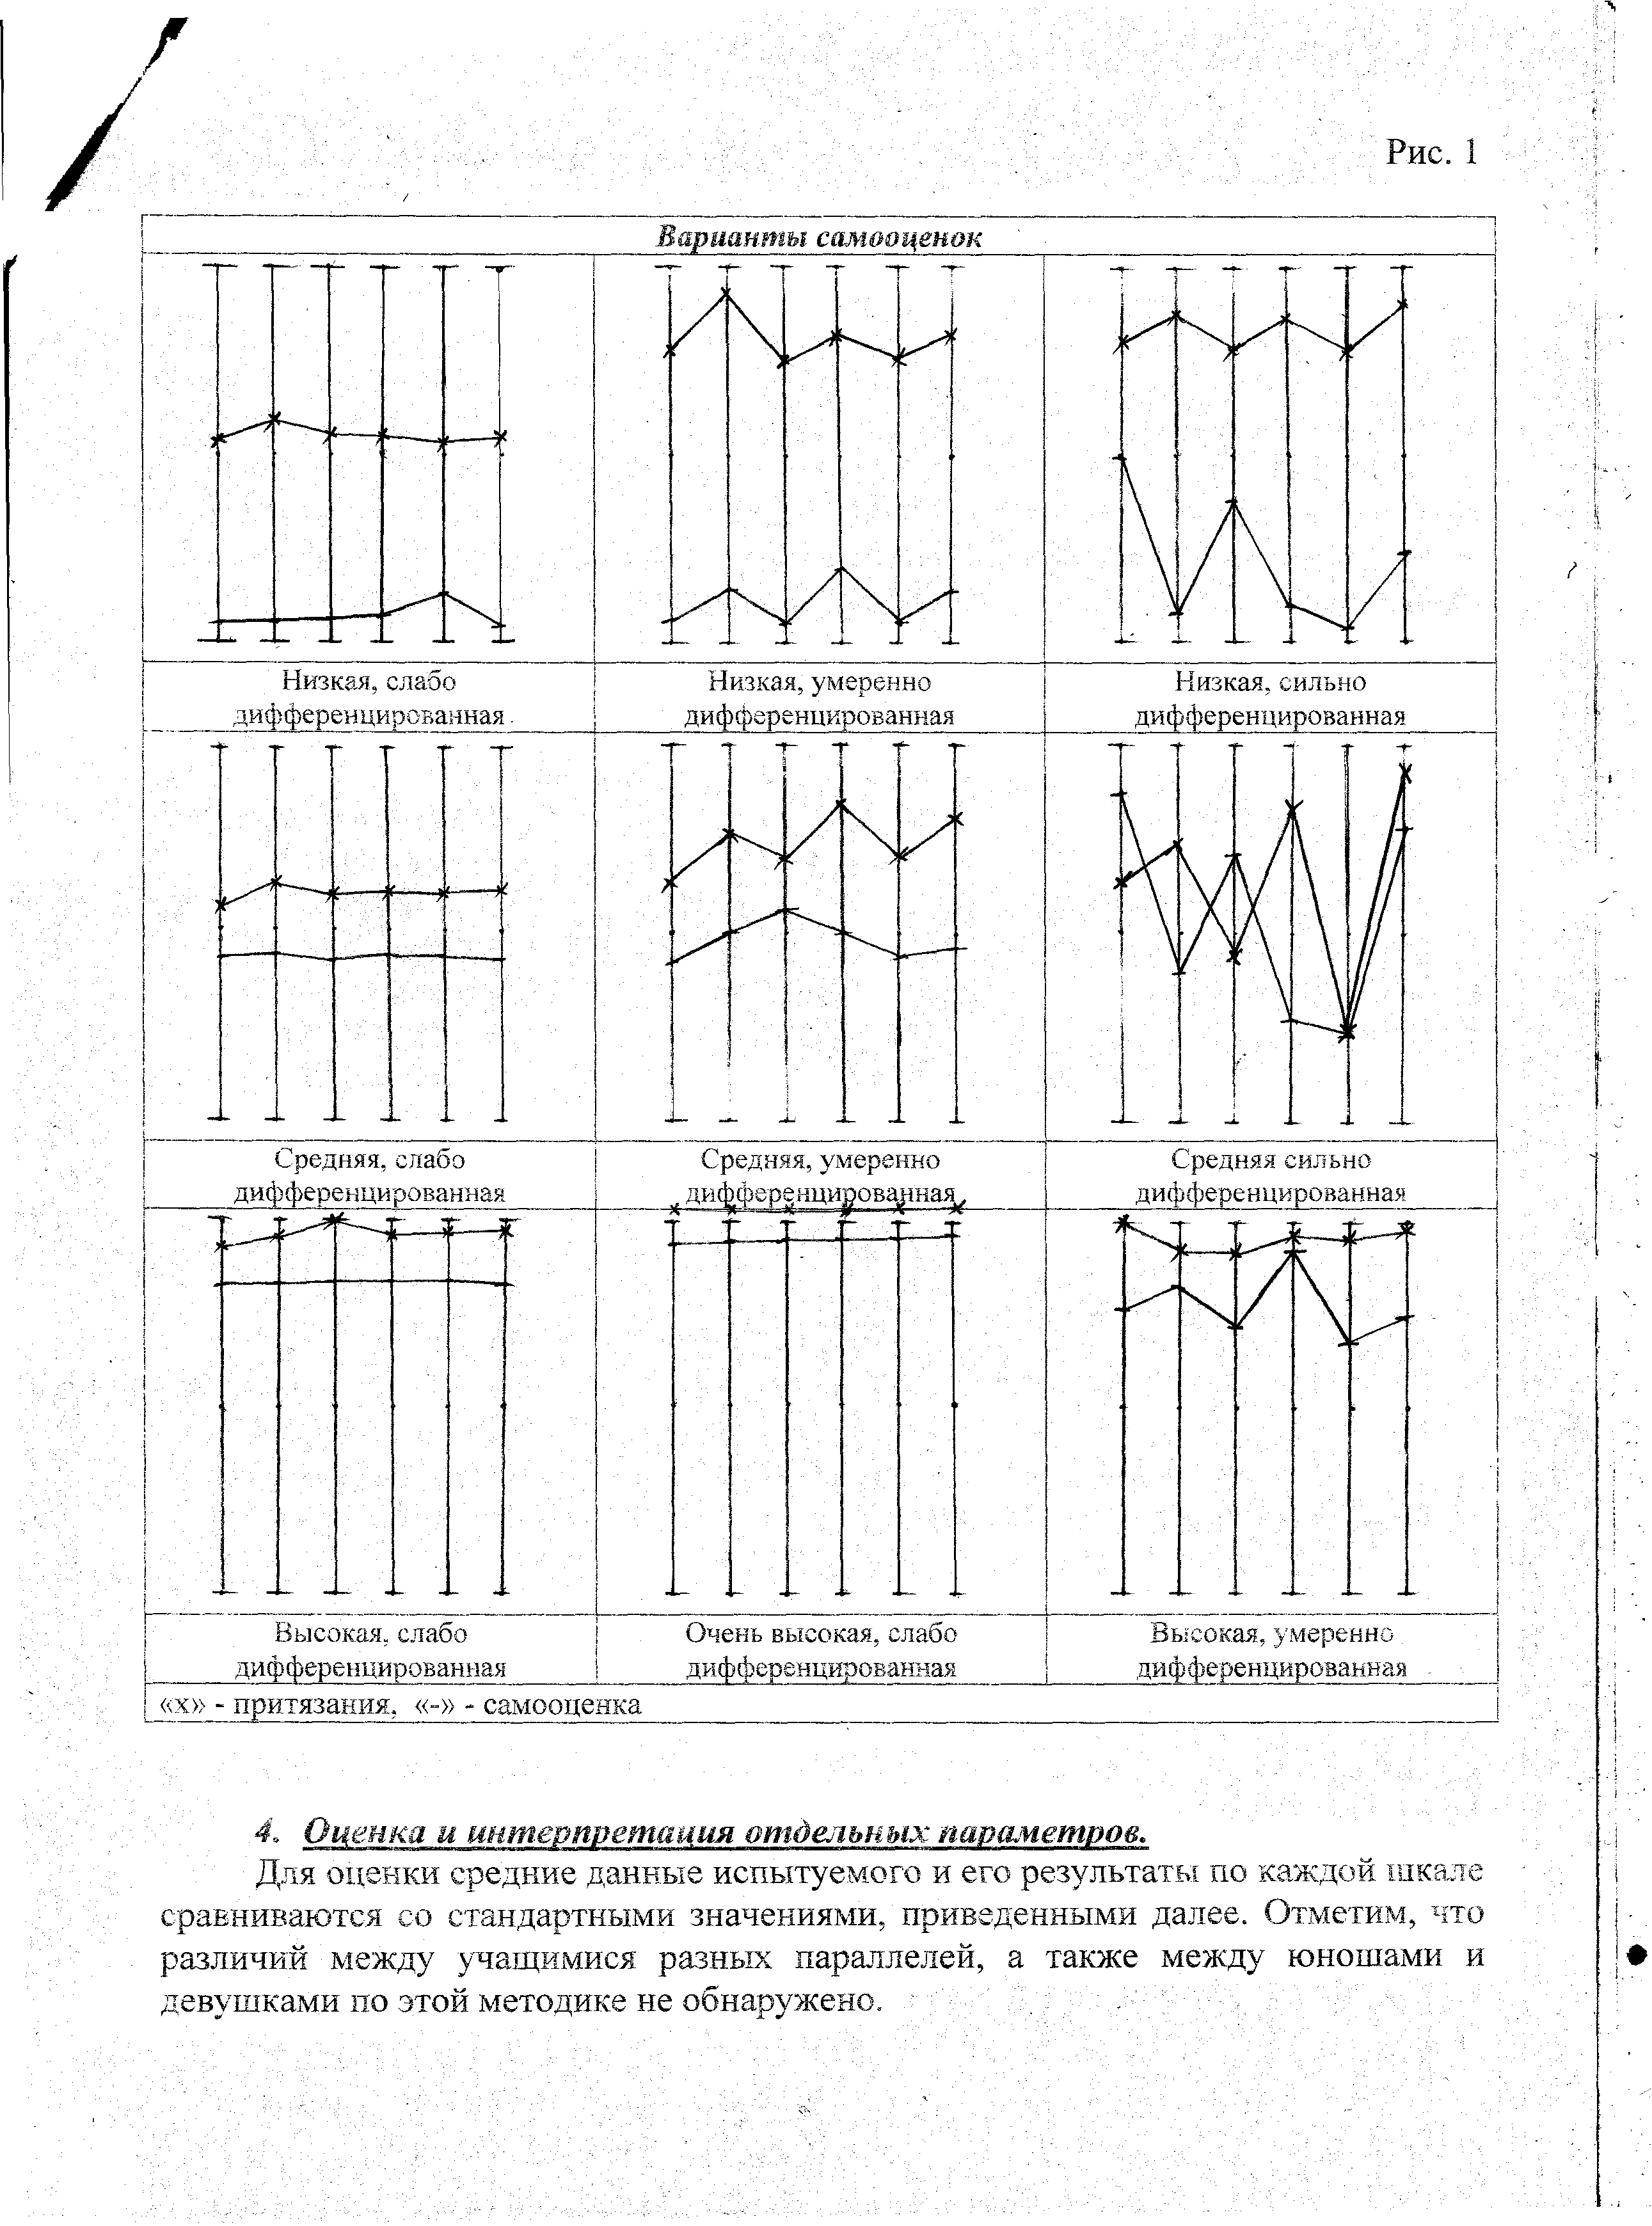 Рис. 1
Варианты самооценок
Низкая, слабо
дифференцированная
Низкая, умеренно
дифференцированная
Низкая, сильно
дифференцированная
Средняя, слабо
дифференцированная
Средняя, умеренно
дифференцированная
Средняя сильно
дифференцированная
Высокая, слабо
дифференцированная
Очень высокая, слабо
дифференцированная
Высокая, умеренно
дифференцированная
«х» - притязания, «-» - самооценка
4. Оценка и интерпретация отдельных параметров.
Для оценки средние данные испытуемого и его результаты по каждой шкале
сравниваются со стандартными значениями, приведенными далее. Отметим, что
различий между учащимися разных параллелей, а также между юношами и
девушками по этой методике не обнаружено.